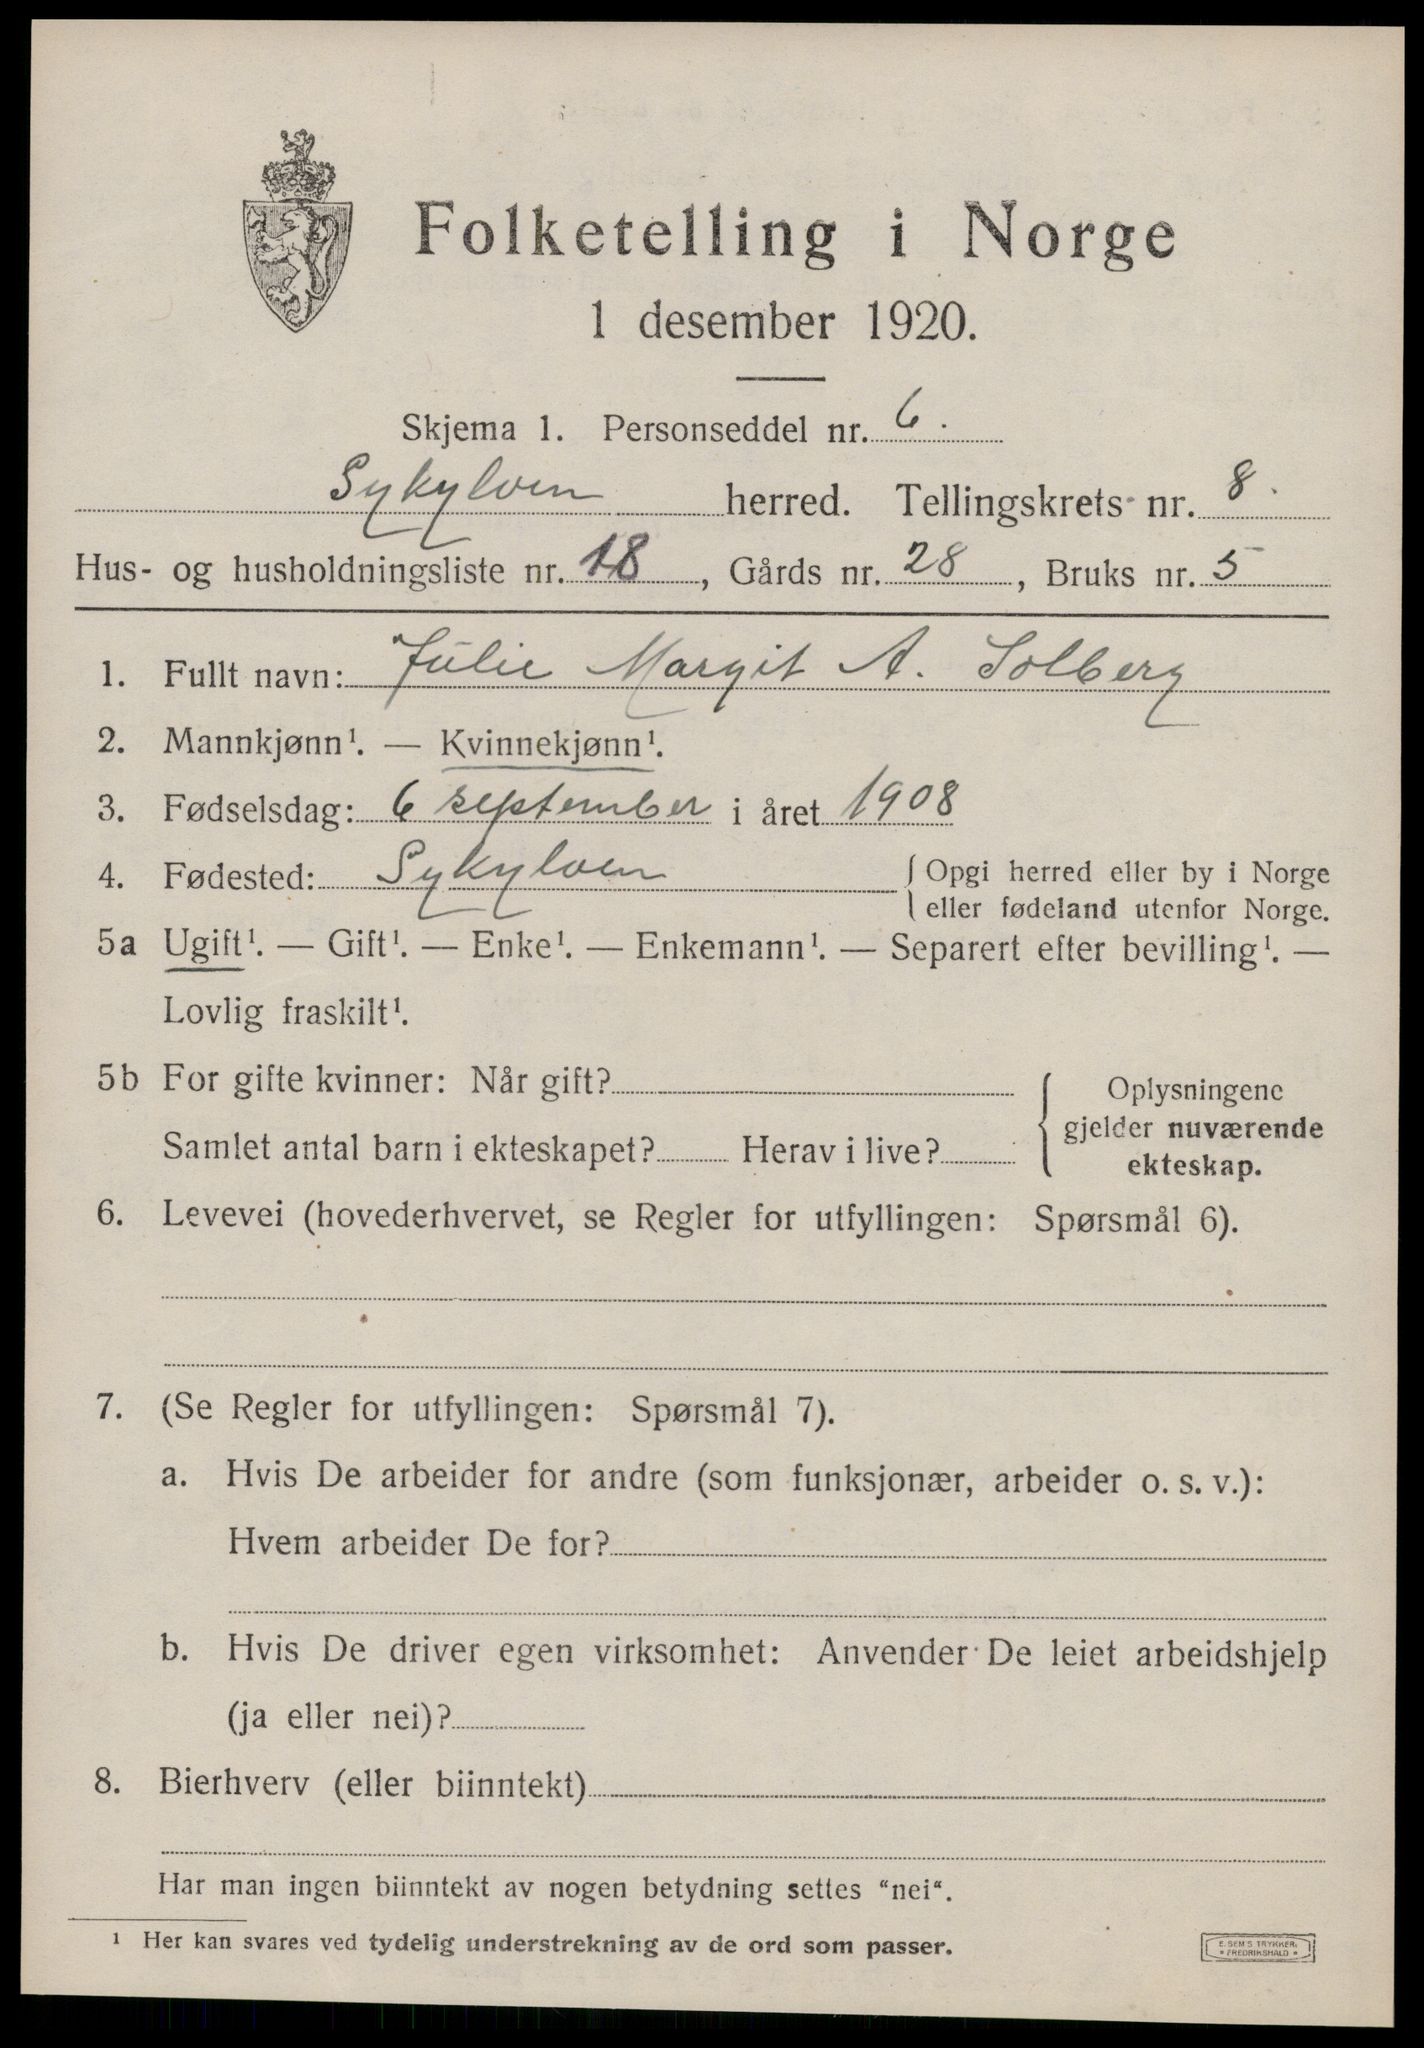 Folketelling i Norge
1 desember 1920.
Skjema 1. Personseddel nr. 6.
Sykylven herred. Tellingskrets nr. 8.
Hus- og husholdningsliste nr. 18, Gårds nr. 28, Bruks nr. 5
1. Fullt navn: Julie Margit A. Solberg
2. Mannkjønn¹. — Kvinnekjønn¹.
3. Fødselsdag: 6 september i året 1908
4. Fødested: Sykylven { Opgi herred eller by i Norge
eller fødeland utenfor Norge.
5a Ugift¹. — Gift¹. — Enke¹. — Enkemann¹. — Separert efter bevilling¹. —
Lovlig fraskilt¹.
5b For gifte kvinner: Når gift? { Oplysningene
gjelder nuværende
Samlet antal barn i ekteskapet? Herav i live?
ekteskap.
6. Levevei (hovederhvervet, se Regler for utfyllingen: Spørsmål 6).
7. (Se Regler for utfyllingen: Spørsmål 7).
a. Hvis De arbeider for andre (som funksjonær, arbeider o. s. v.):
Hvem arbeider De for?
b. Hvis De driver egen virksomhet: Anvender De leiet arbeidshjelp
(ja eller nei)?
8. Bierhverv (eller biinntekt)
Har man ingen biinntekt av nogen betydning settes “nei“.
¹ Her kan svares ved tydelig understrekning av de ord som passer.
E. SEM'S TRYKKERI
• FREDRIKSHALD •